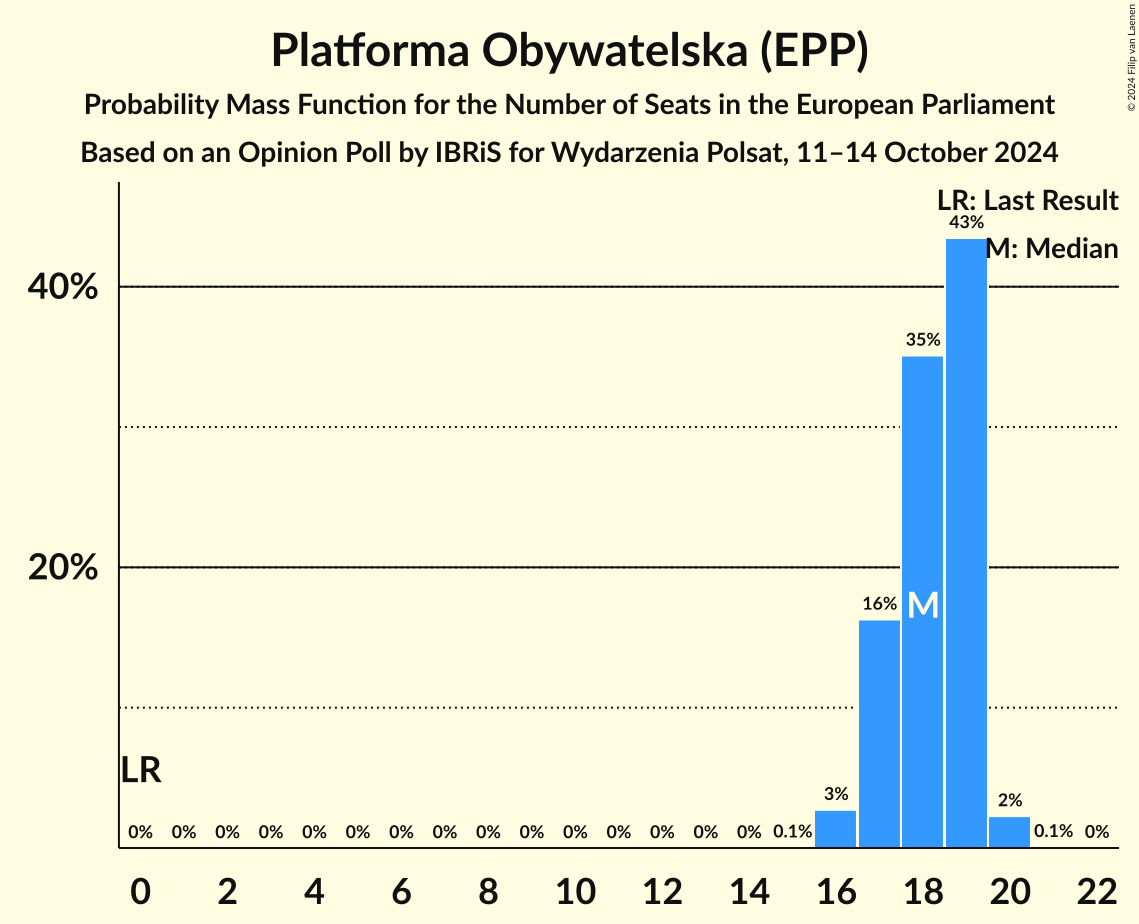 Platforma Obywatelska (EPP)
Probability Mass Function for the Number of Seats in the European Parliament
Based on an Opinion Poll by IBRiS for Wydarzenia Polsat, 11–14 October 2024
© 2024 Filip van Laenen
LR: Last Result
43%
M: Median
40%
35%
20%
16%
M
LR
3%
2%
0% 0% 0% 0% 0% 0% 0% 0% 0% 0% 0% 0% 0% 0% 0% 0.1% 0.1% 0%
0 2 4 6 8 10 12 14 16 18 20 22